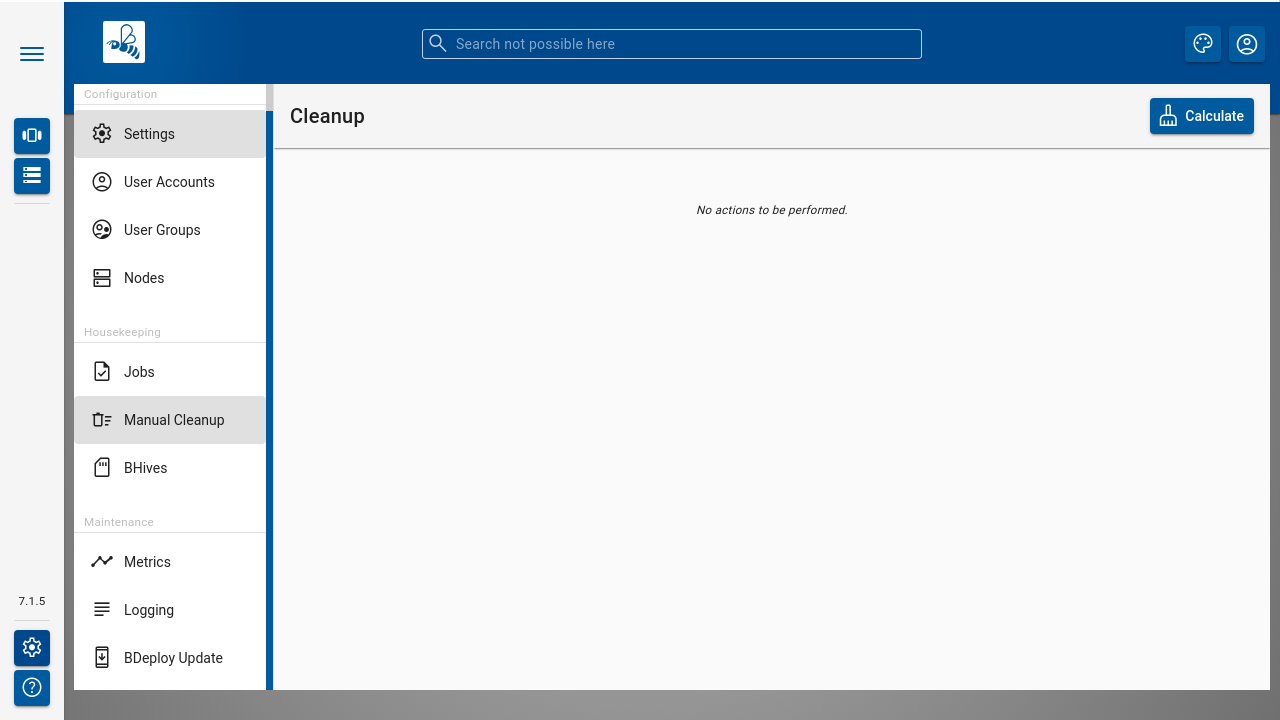 Search not possible here
Configuration
Settings
User Accounts
User Groups
Nodes
Housekeeping
Jobs
Manual Cleanup
BHives
Maintenance
Metrics
Logging
BDeploy Update
Cleanup
Calculate
No actions to be performed.
7.1.5